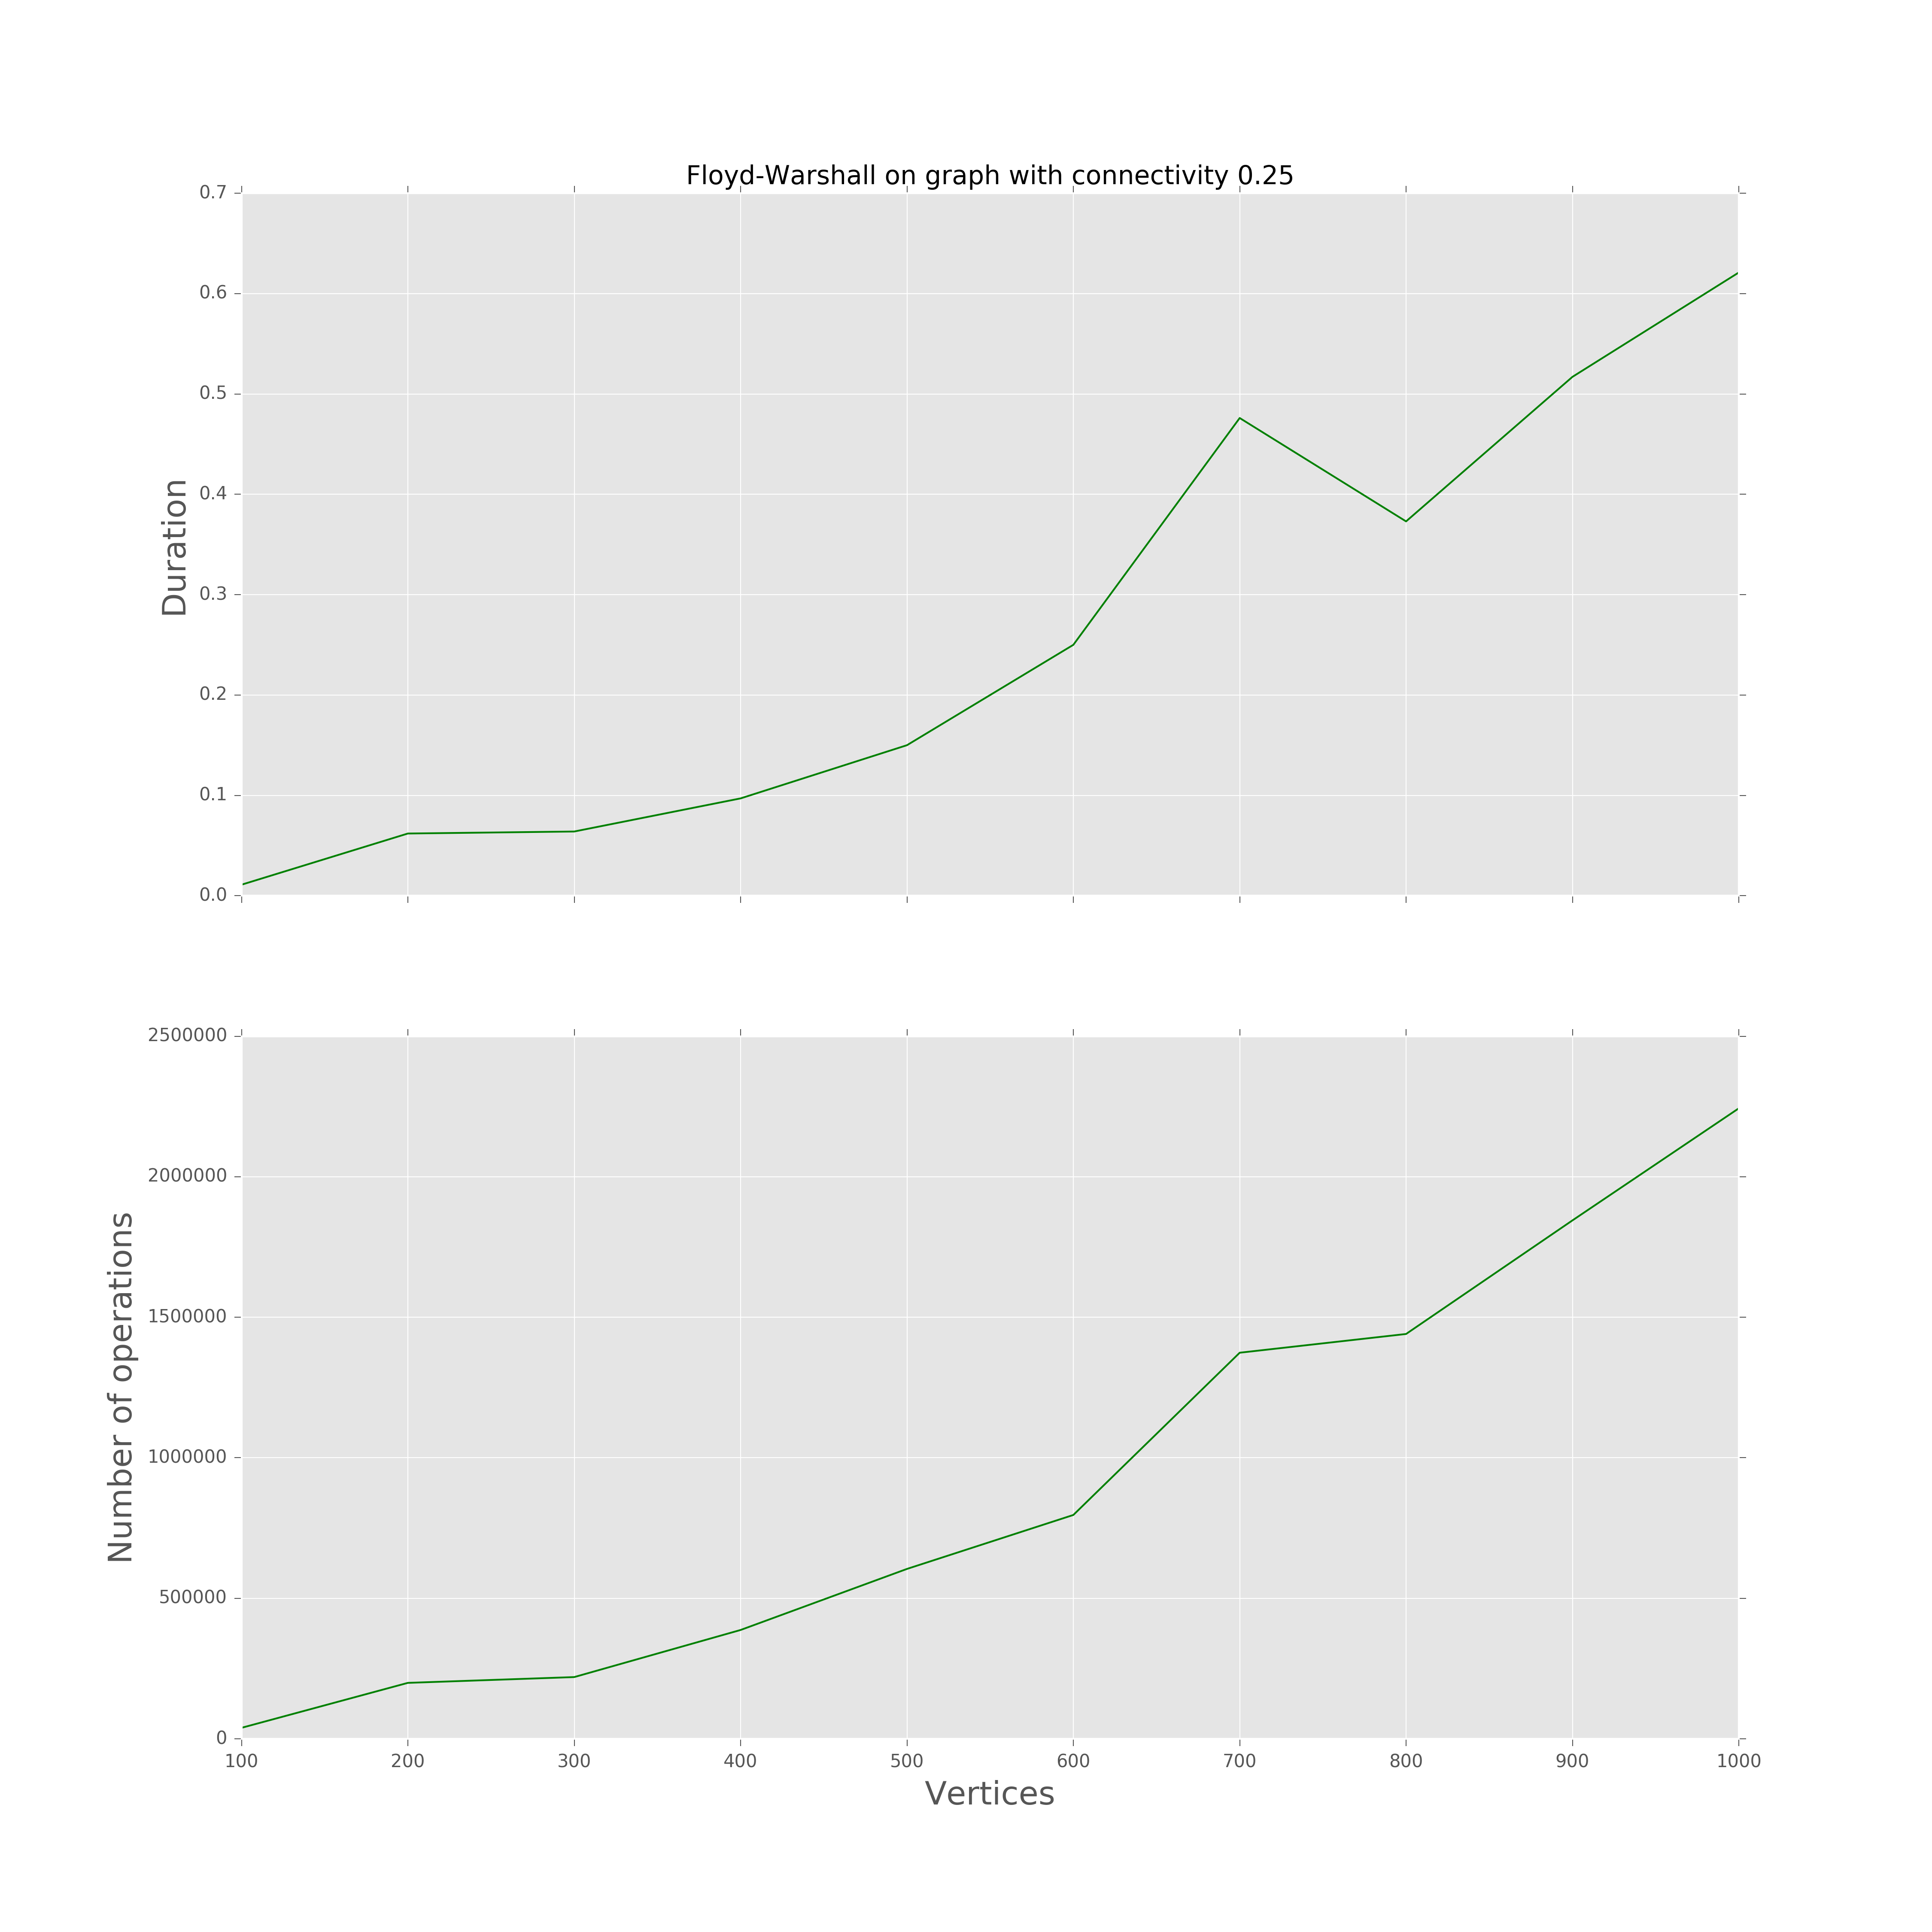 Floyd-Warshall on graph with connectivity 0.25
0.7
0.6
0.5
0.4
0.3
0.2
0.1
0.0
Duration
2500000
2000000
1500000
1000000
500000
0
Number of operations
100 200 300 400 500 600 700 800 900 1000
Vertices